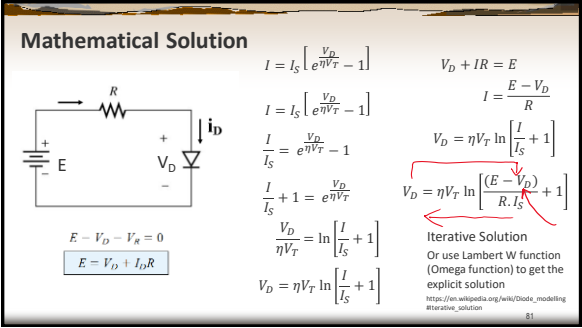 Mathematical Solution
R
i_D
+
+
E
V_D
−
−
E − V_D − V_R = 0
E = V_D + I_D R
I = I_S [ e^{V_D/ηV_T} − 1 ]
I = I_S [ e^{V_D/ηV_T} − 1 ]
I/I_S = e^{V_D/ηV_T} − 1
I/I_S + 1 = e^{V_D/ηV_T}
V_D/ηV_T = ln [ I/I_S + 1 ]
V_D = ηV_T ln [ I/I_S + 1 ]
V_D + IR = E
I = (E − V_D)/R
V_D = ηV_T ln [ I/I_S + 1 ]
V_D = ηV_T ln [ (E − V_D)/R.I_S + 1 ]
Iterative Solution
Or use Lambert W function
(Omega function) to get the
explicit solution
https://en.wikipedia.org/wiki/Diode_modelling
#Iterative_solution
81